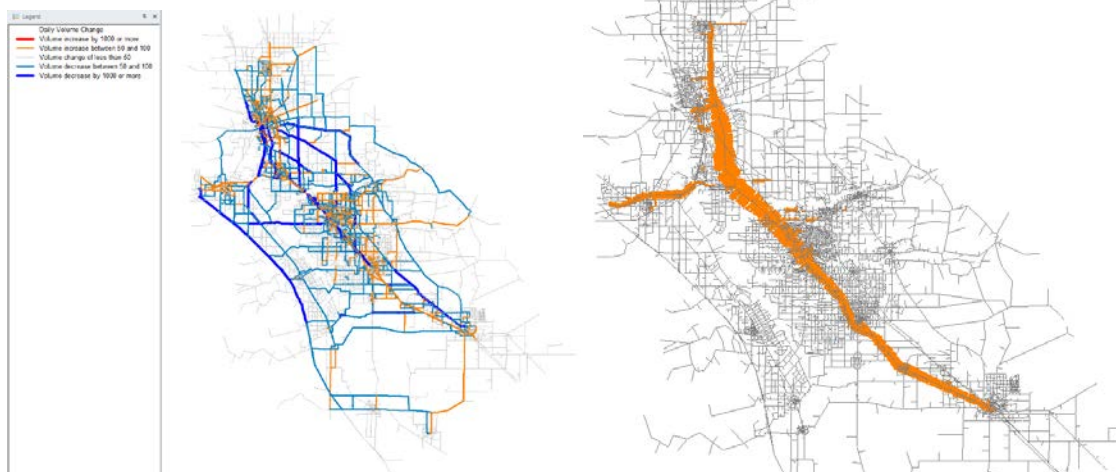 Legend
Daily Volume Change
Volume increase by 1000 or more
Volume increase between 50 and 100
Volume change of less than 50
Volume decrease between 50 and 100
Volume decrease by 1000 or more